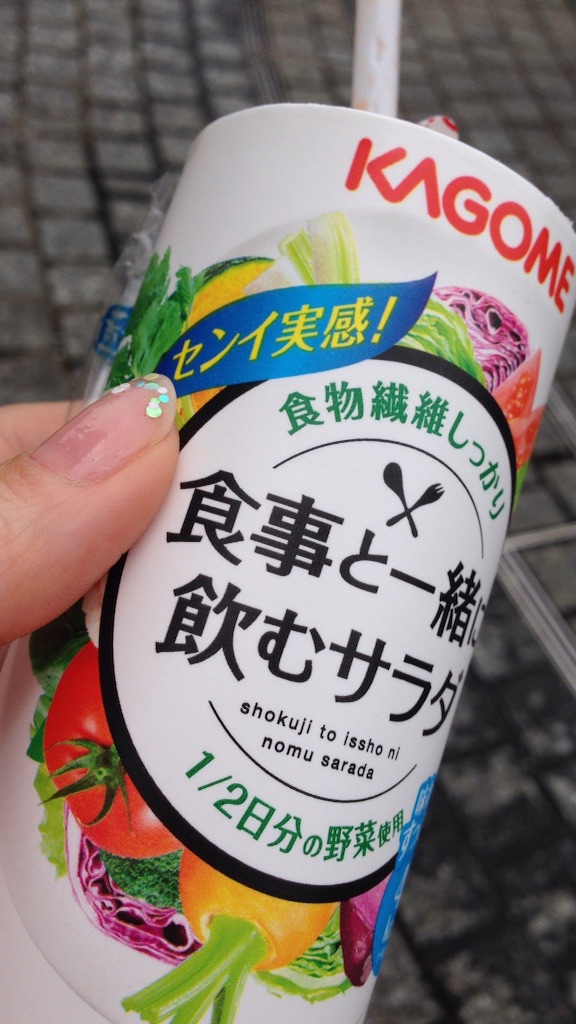 KAGOME
センイ実感!
食物繊維しっかり
食事と一緒に
飲むサラダ
shokuji to issho ni
nomu sarada
1/2日分の野菜使用